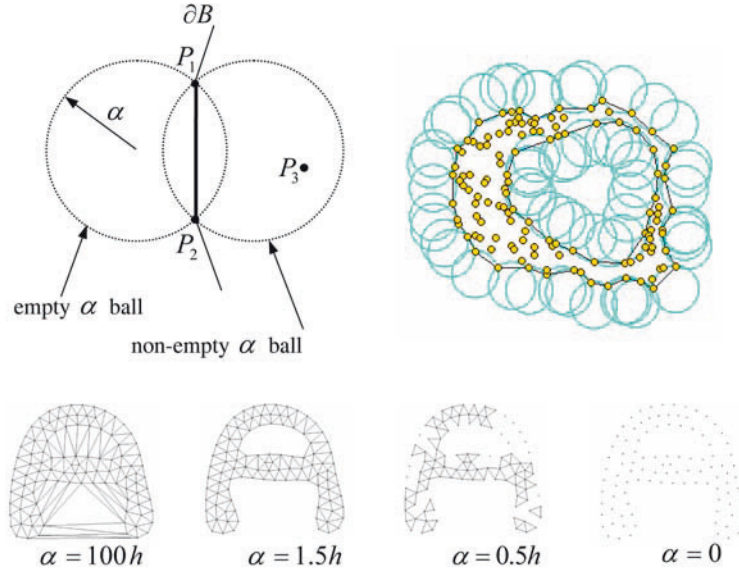 ∂B
P₁
α
P₃
P₂
empty α ball
non-empty α ball
α = 100h
α = 1.5h
α = 0.5h
α = 0